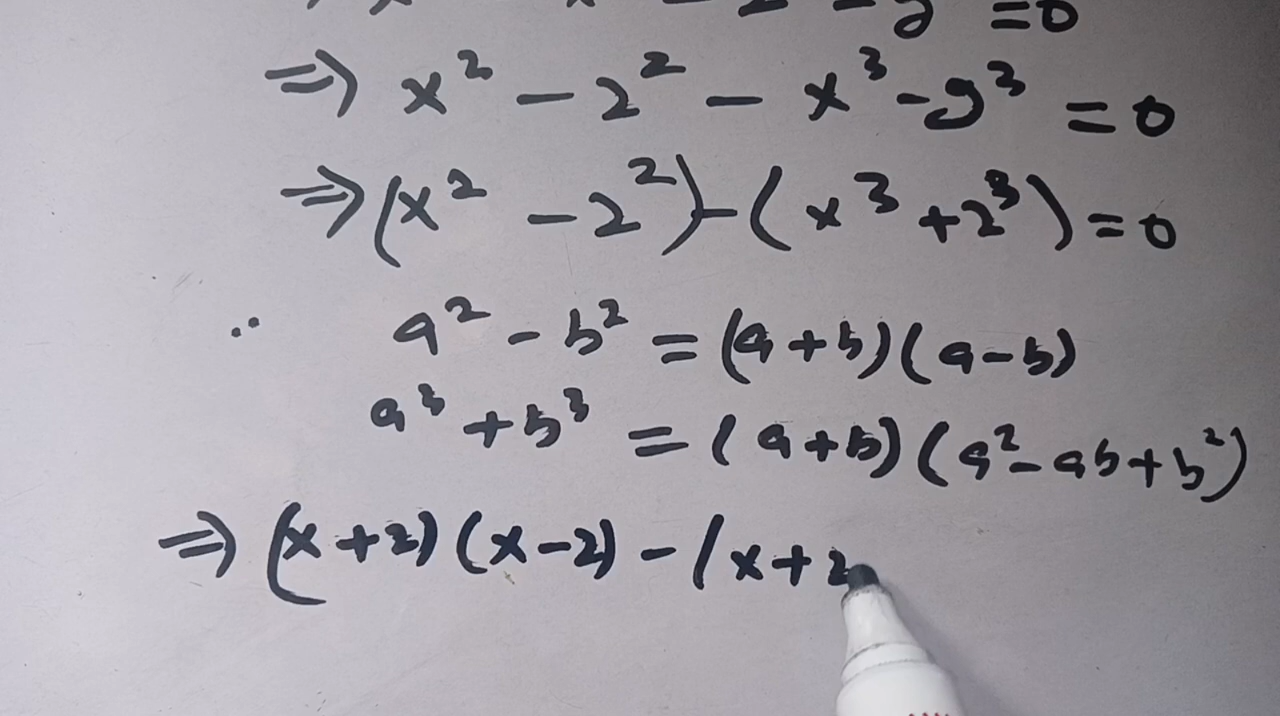 = 0
⇒ x² - 2² - x³ - 2³ = 0
⇒ (x² - 2²) - (x³ + 2³) = 0
∵ a² - b² = (a+b)(a-b)
a³ + b³ = (a+b)(a² - ab + b²)
⇒ (x+2)(x-2) - (x+2